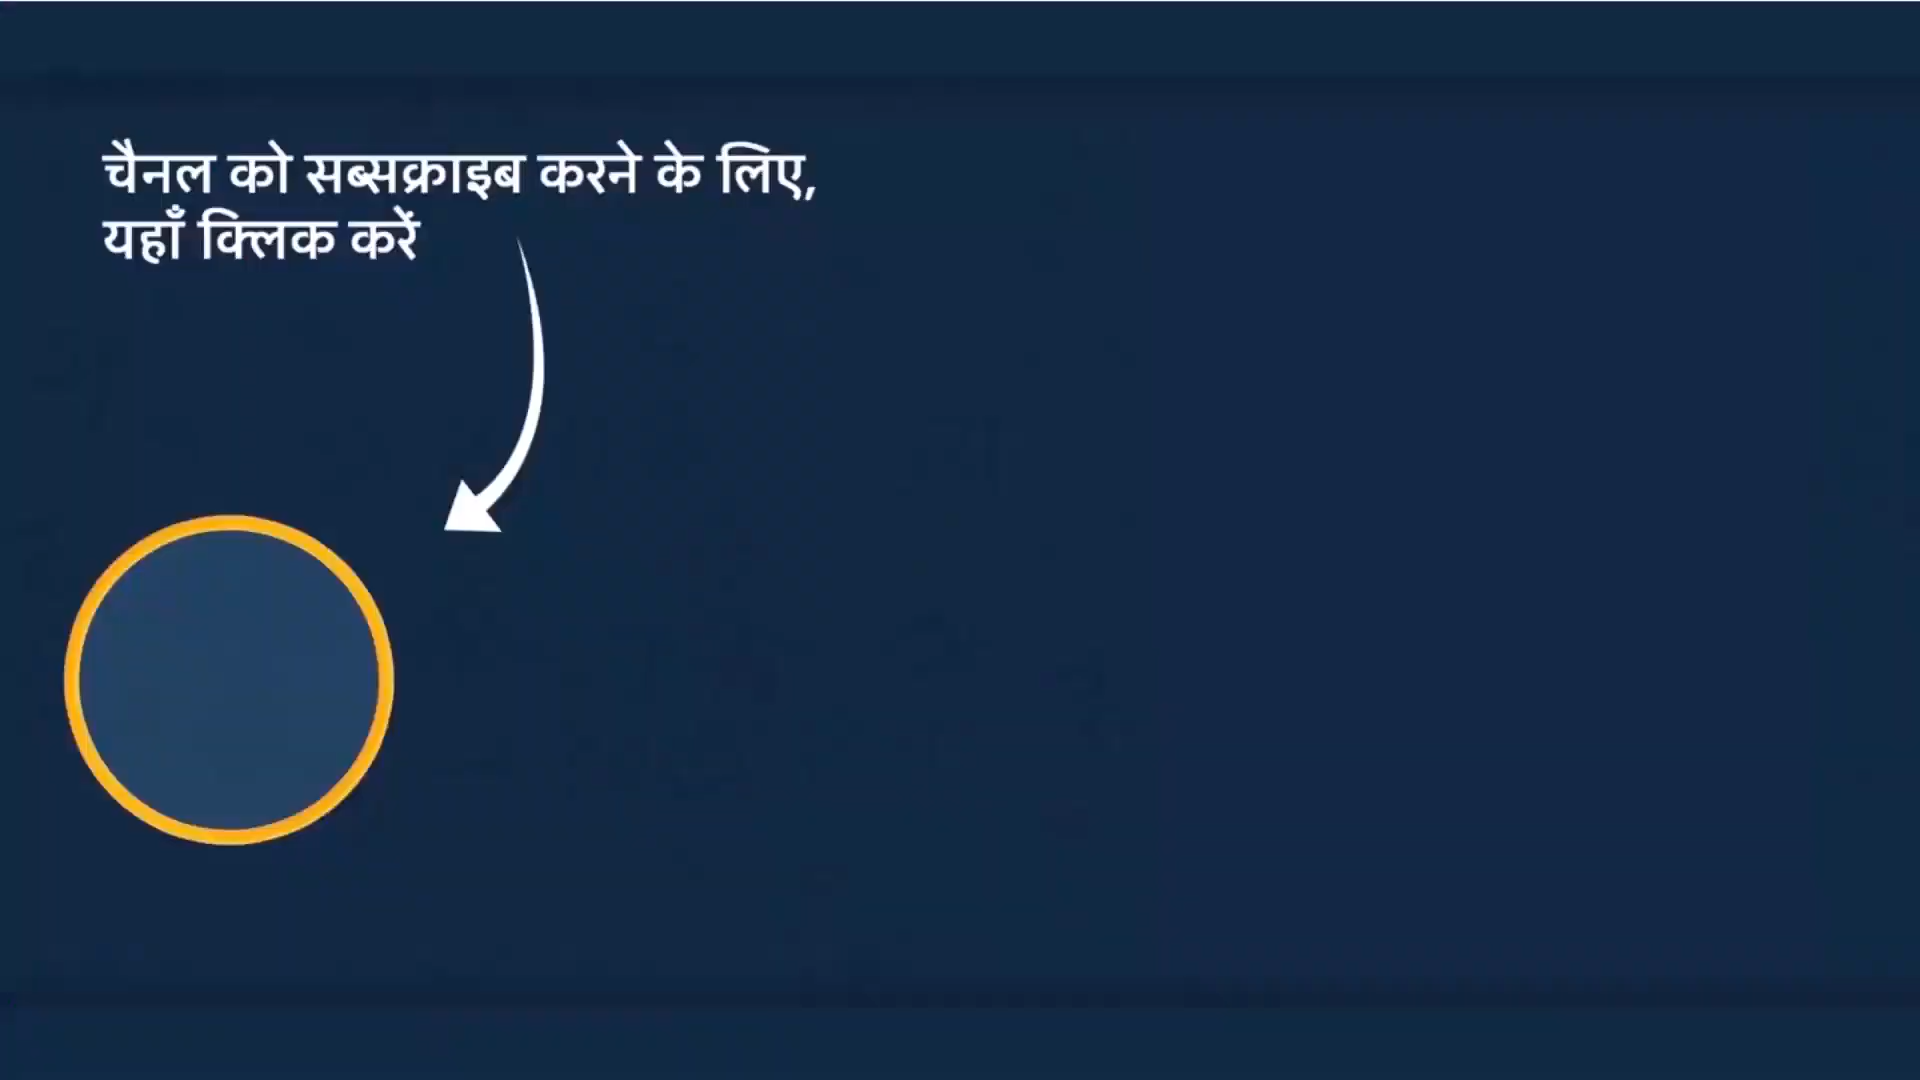 चैनल को सब्सक्राइब करने के लिए,
यहाँ क्लिक करें